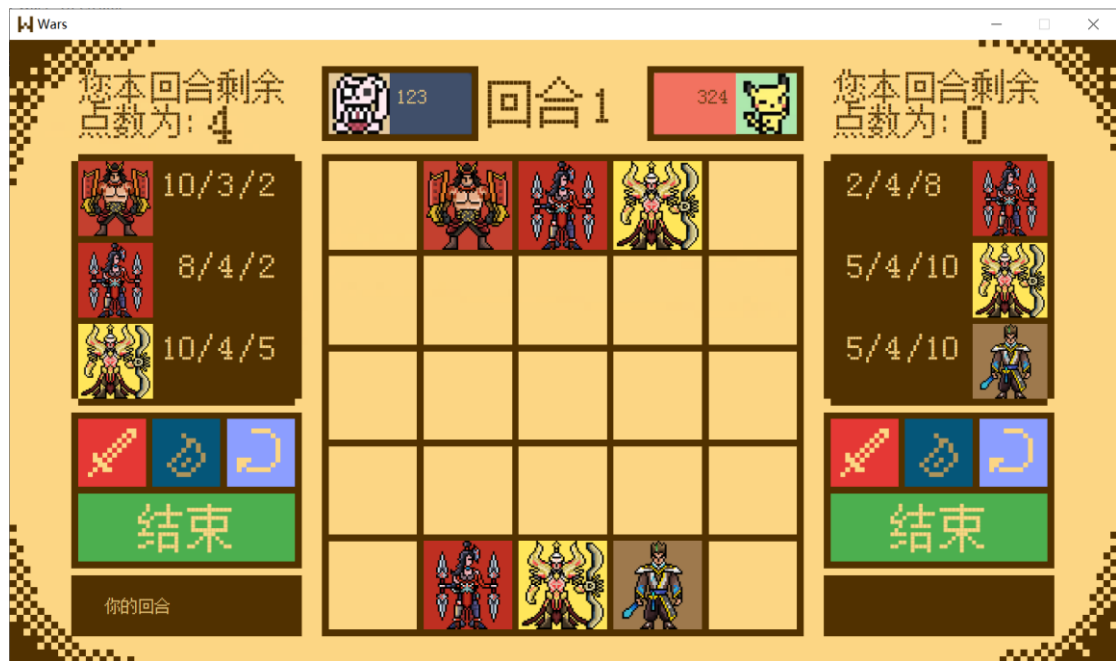 Wars
您本回合剩余
点数为:4
123
回合1
324
您本回合剩余
点数为:0
10/3/2
8/4/2
10/4/5
2/4/8
5/4/10
5/4/10
结束
结束
你的回合